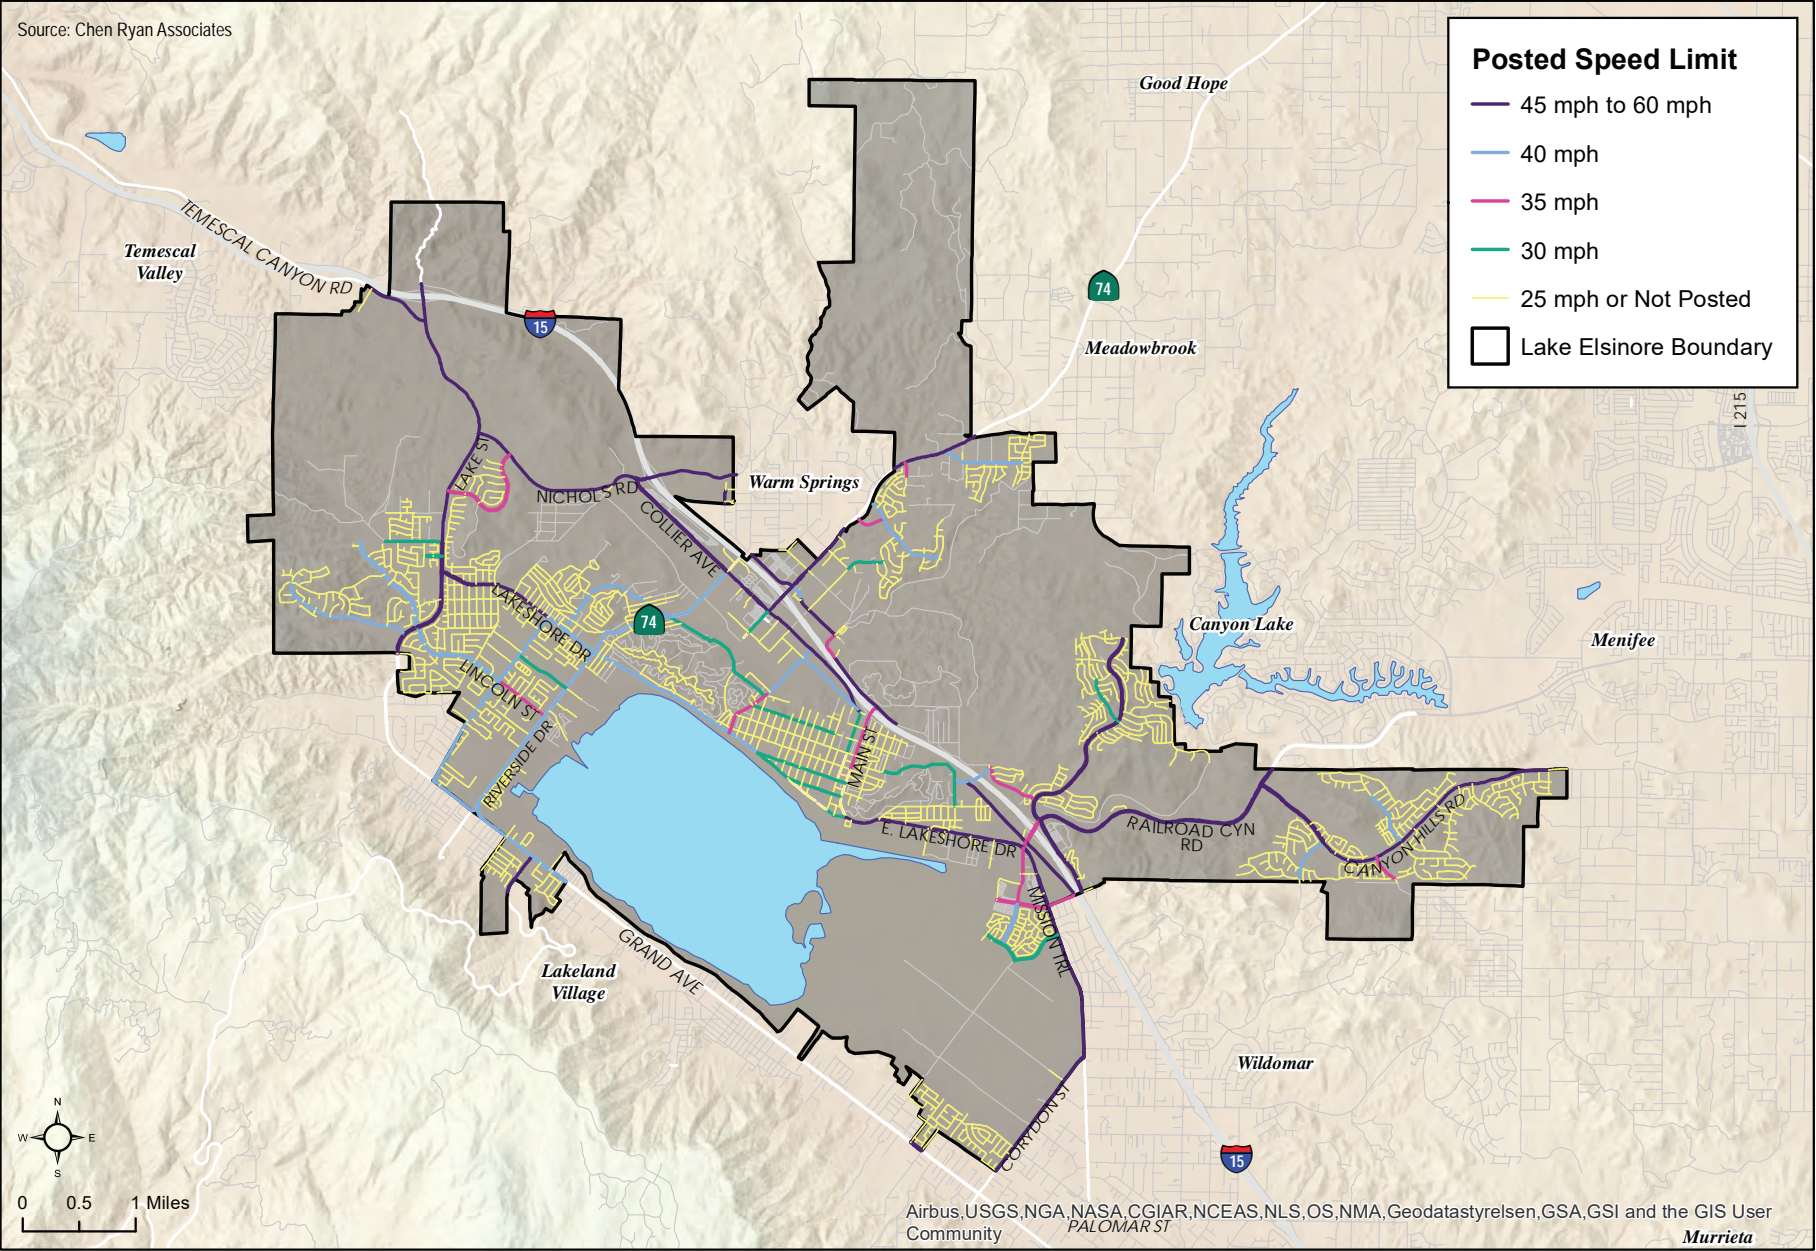 Source: Chen Ryan Associates
Posted Speed Limit
45 mph to 60 mph
40 mph
35 mph
30 mph
25 mph or Not Posted
Lake Elsinore Boundary
Good Hope
TEMESCAL CANYON RD
Temescal
Valley
15
74
Meadowbrook
I 215
LAKE ST
NICHOLS RD
Warm Springs
COLLIER AVE
LAKESHORE DR
74
Canyon Lake
Menifee
LINCOLN ST
RIVERSIDE DR
MAIN ST
E. LAKESHORE DR
RAILROAD CYN
RD
CANYON HILLS RD
MISSION TRL
GRAND AVE
Lakeland
Village
Wildomar
CORYDON ST
15
N
W
E
S
0 0.5 1 Miles
Airbus,USGS,NGA,NASA,CGIAR,NCEAS,NLS,OS,NMA,Geodatastyrelsen,GSA,GSI and the GIS User
Community
PALOMAR ST
Murrieta